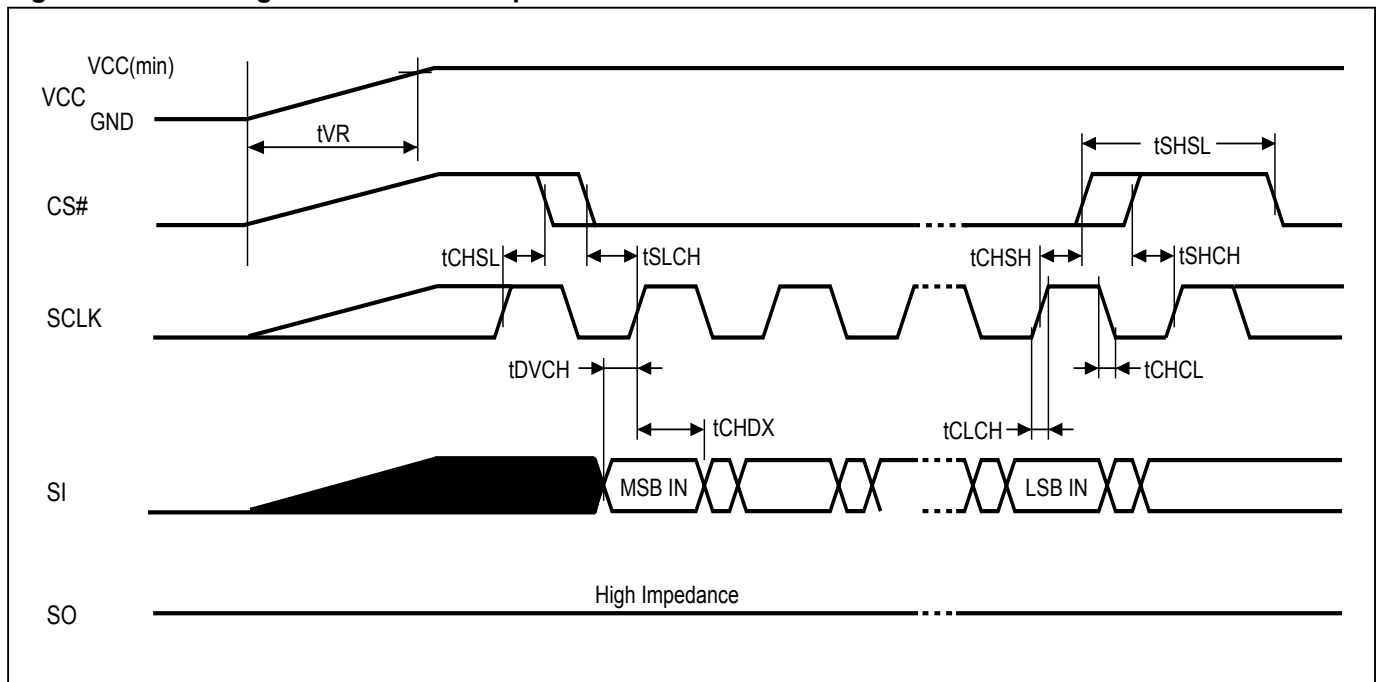 VCC(min)
VCC
GND
tVR
tSHSL
CS#
tCHSL
tSLCH
tCHSH
tSHCH
SCLK
tDVCH
tCHCL
tCHDX
tCLCH
SI
MSB IN
LSB IN
High Impedance
SO